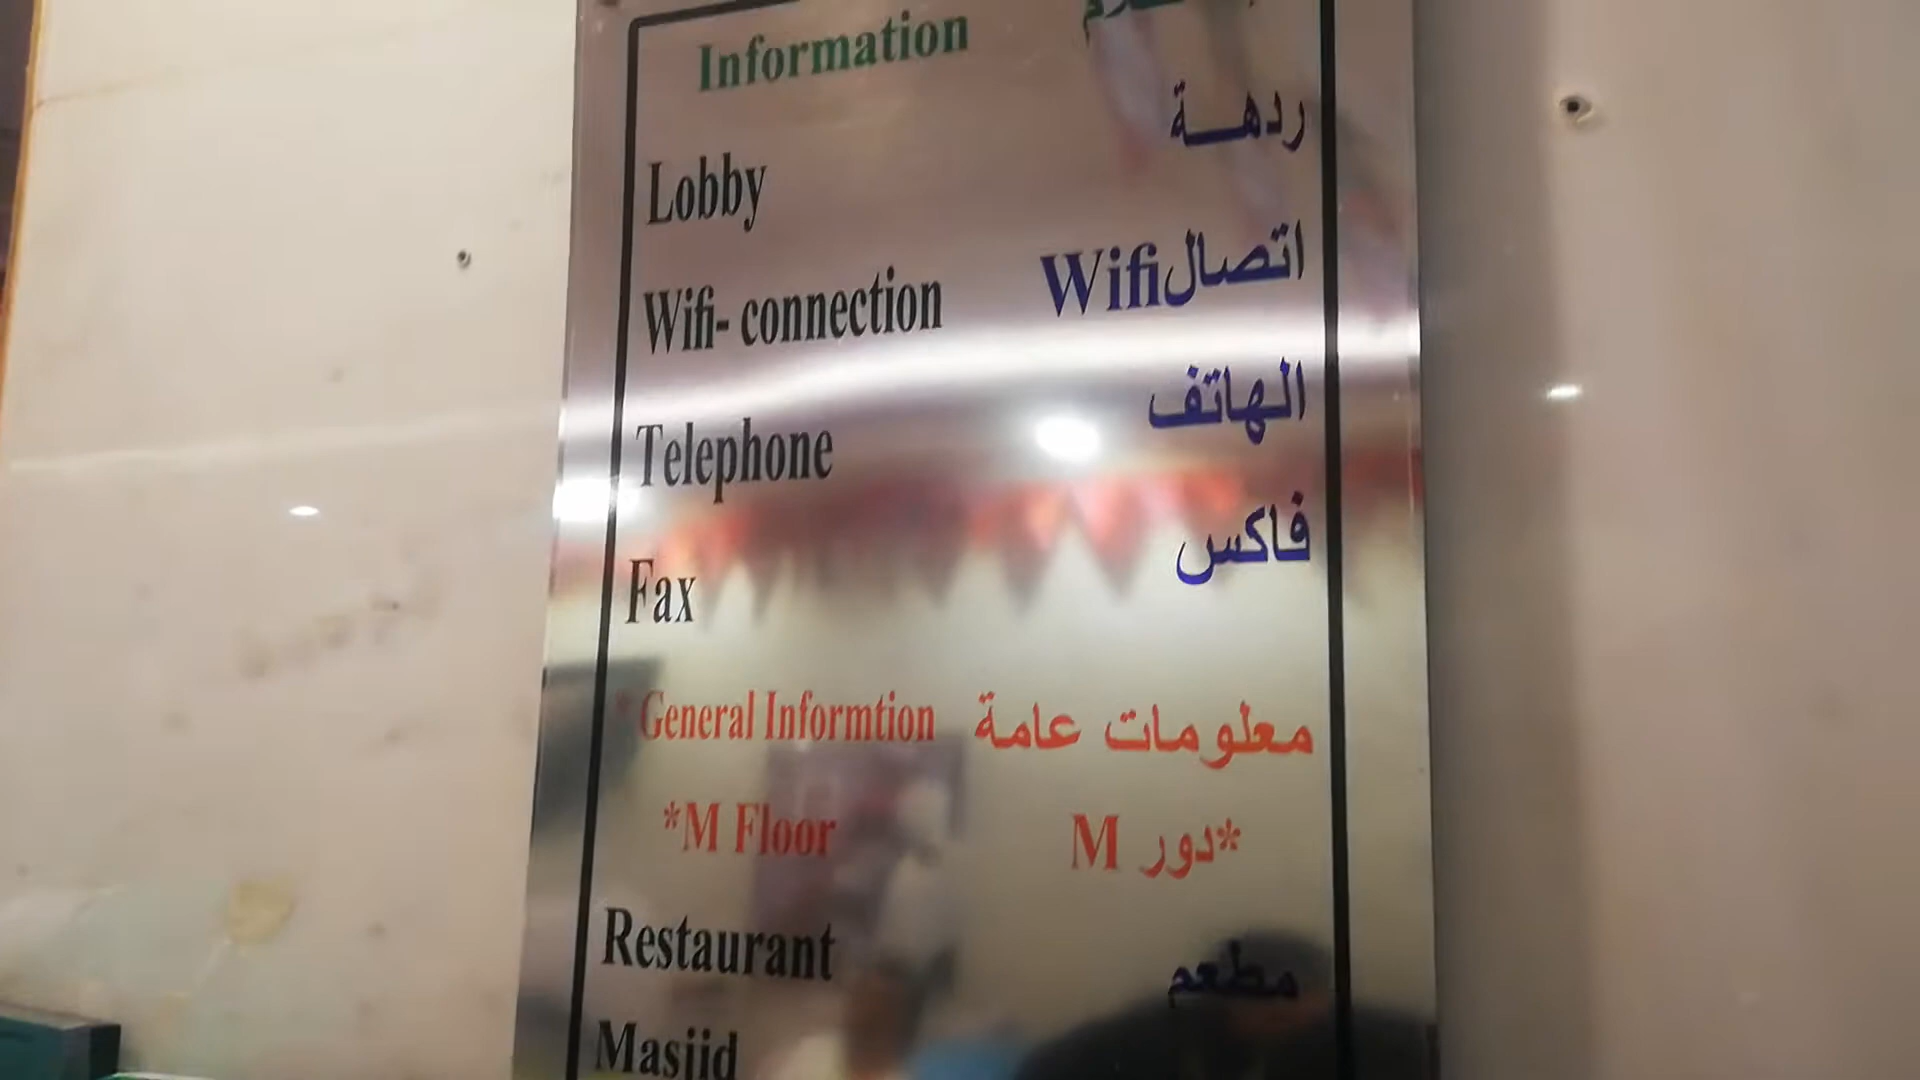 Information
ردهة
Lobby
اتصال Wifi
Wifi- connection
الهاتف
Telephone
فاكس
Fax
* General Informtion معلومات عامة
*M Floor *دور M
Restaurant مطعم
Masjid